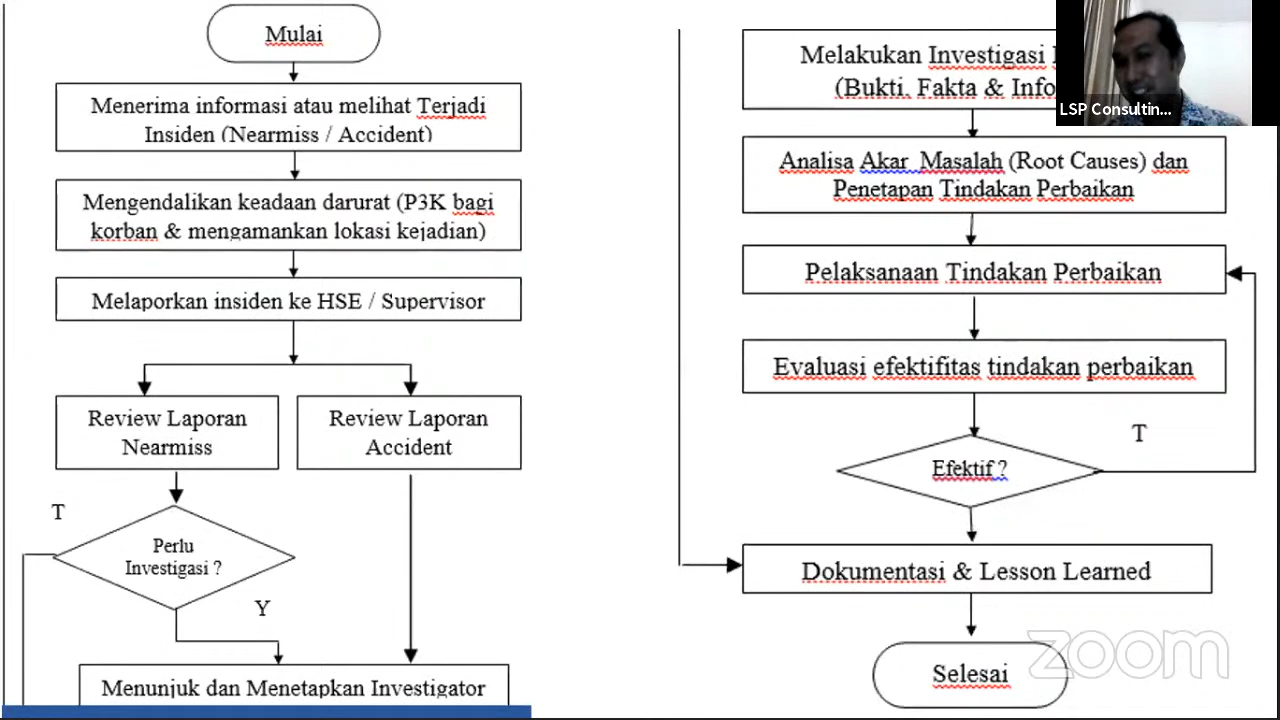 Mulai
Menerima informasi atau melihat Terjadi
Insiden (Nearmiss / Accident)
Mengendalikan keadaan darurat (P3K bagi
korban & mengamankan lokasi kejadian)
Melaporkan insiden ke HSE / Supervisor
Review Laporan
Nearmiss
Review Laporan
Accident
T
Perlu
Investigasi ?
Y
Menunjuk dan Menetapkan Investigator
Melakukan Investigasi
(Bukti, Fakta & Info
LSP Consultin...
Analisa Akar Masalah (Root Causes) dan
Penetapan Tindakan Perbaikan
Pelaksanaan Tindakan Perbaikan
Evaluasi efektifitas tindakan perbaikan
T
Efektif ?
Dokumentasi & Lesson Learned
Selesai
zoom